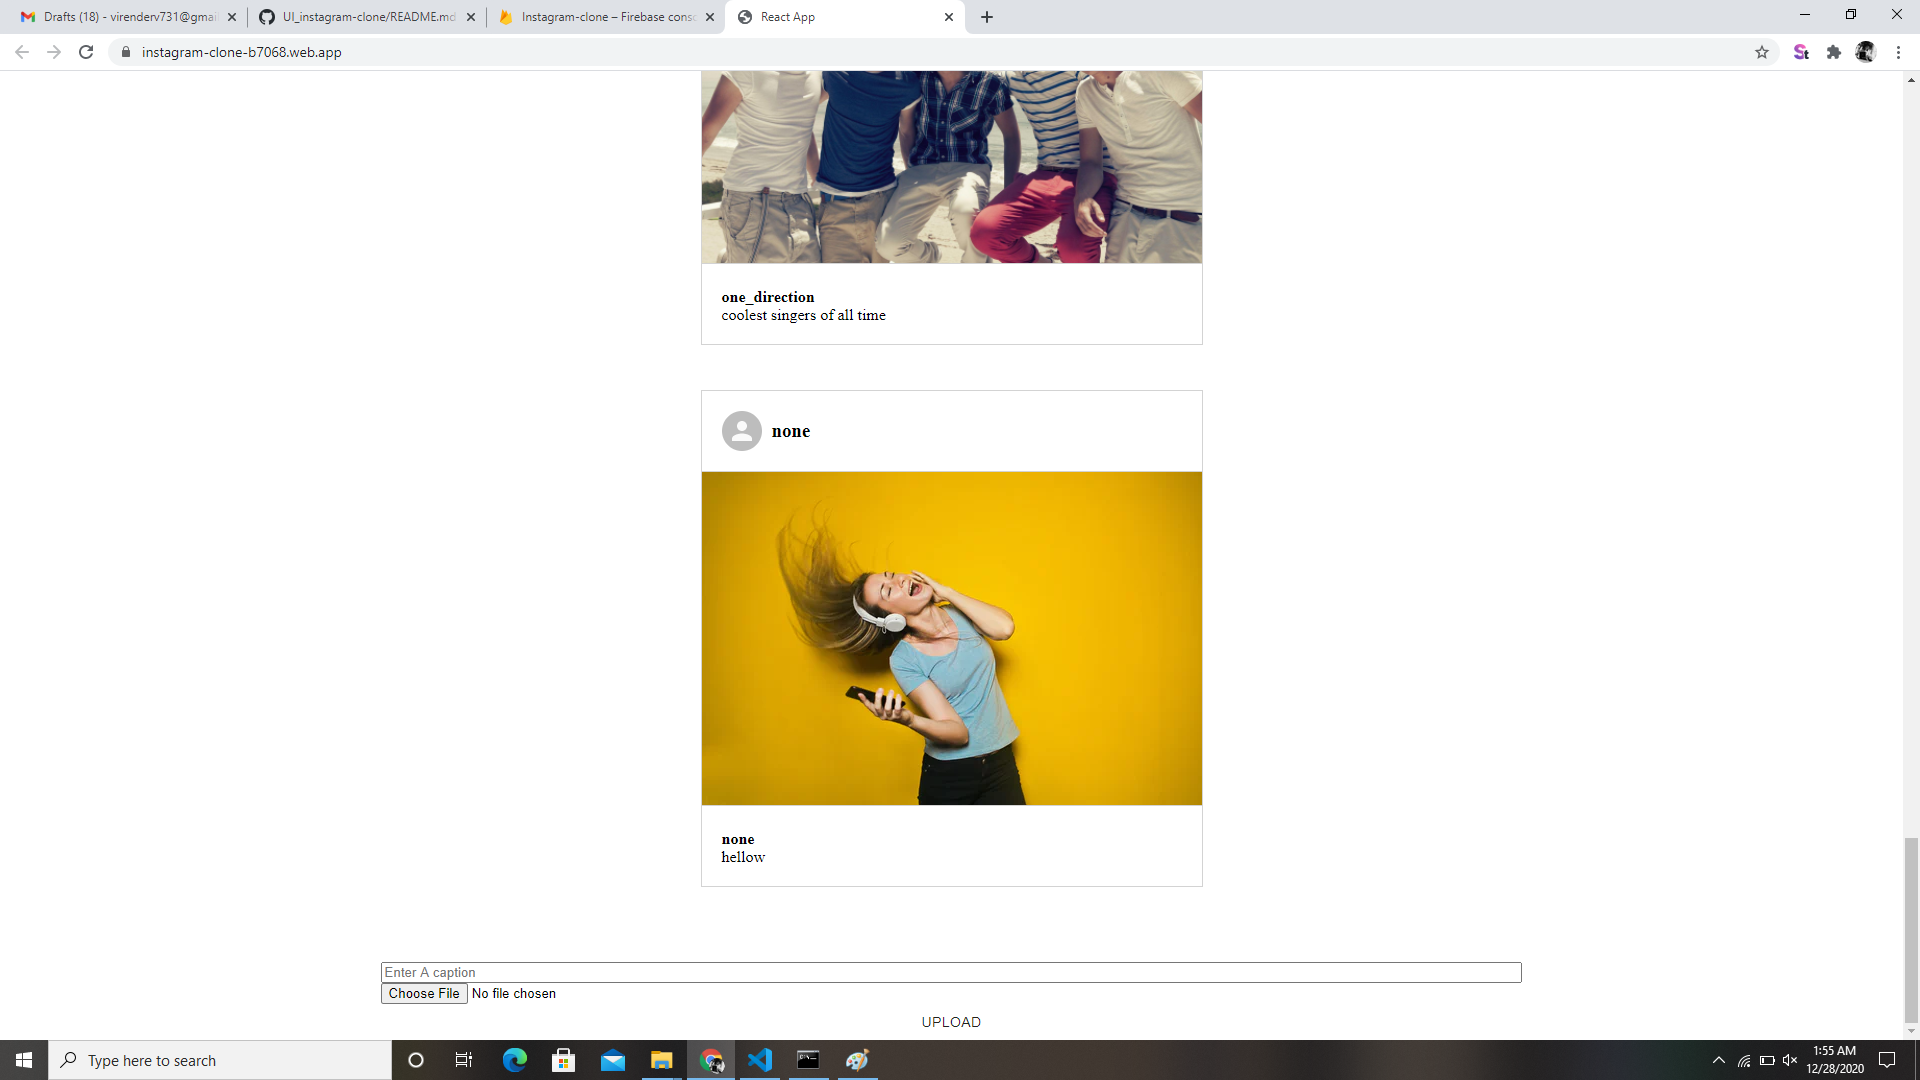 Drafts (18) - virenderv731@gmai
UI_instagram-clone/README.md
Instagram-clone – Firebase conso
React App
instagram-clone-b7068.web.app
one_direction
coolest singers of all time
none
none
hellow
Enter A caption
Choose File No file chosen
UPLOAD
Type here to search
1:55 AM
12/28/2020